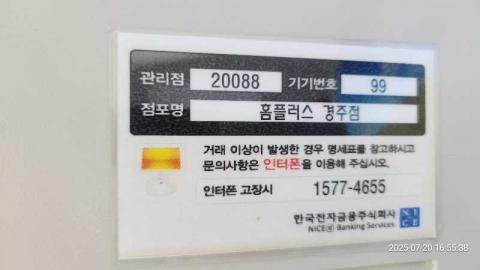 관리점 20088 기기번호 99
점포명 홈플러스 경주점
거래 이상이 발생한 경우 명세표를 참고하시고
문의사항은 인터폰을 이용해 주십시오.
인터폰 고장시 1577-4655
한국전자금융주식회사
NICE Banking Services
NI
CE
2025-07-20 16:55:38